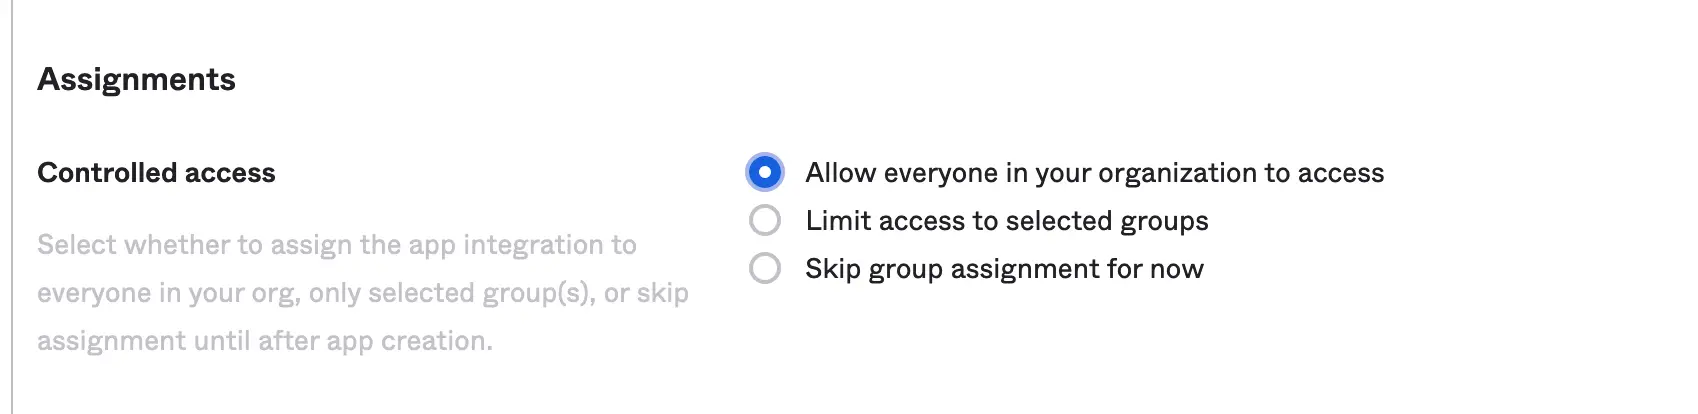 Assignments
Controlled access
Select whether to assign the app integration to
everyone in your org, only selected group(s), or skip
assignment until after app creation.
Allow everyone in your organization to access
Limit access to selected groups
Skip group assignment for now